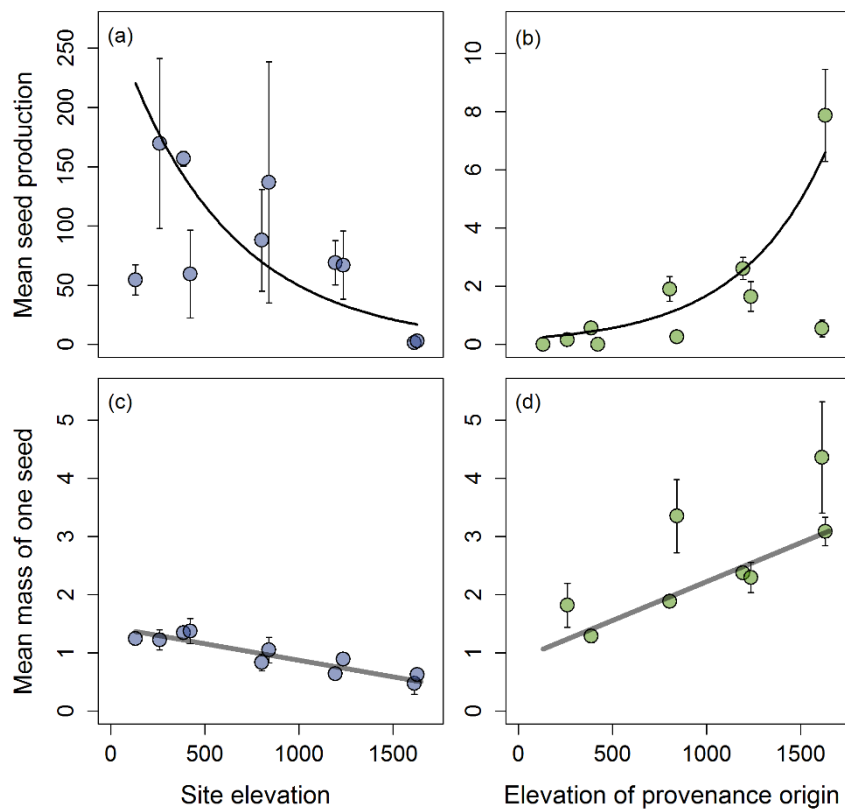 (a)
(b)
Mean seed production
250
200
150
100
50
0
10
8
6
4
2
0
(c)
(d)
Mean mass of one seed
5
4
3
2
1
0
5
4
3
2
1
0
0 500 1000 1500
0 500 1000 1500
Site elevation
Elevation of provenance origin